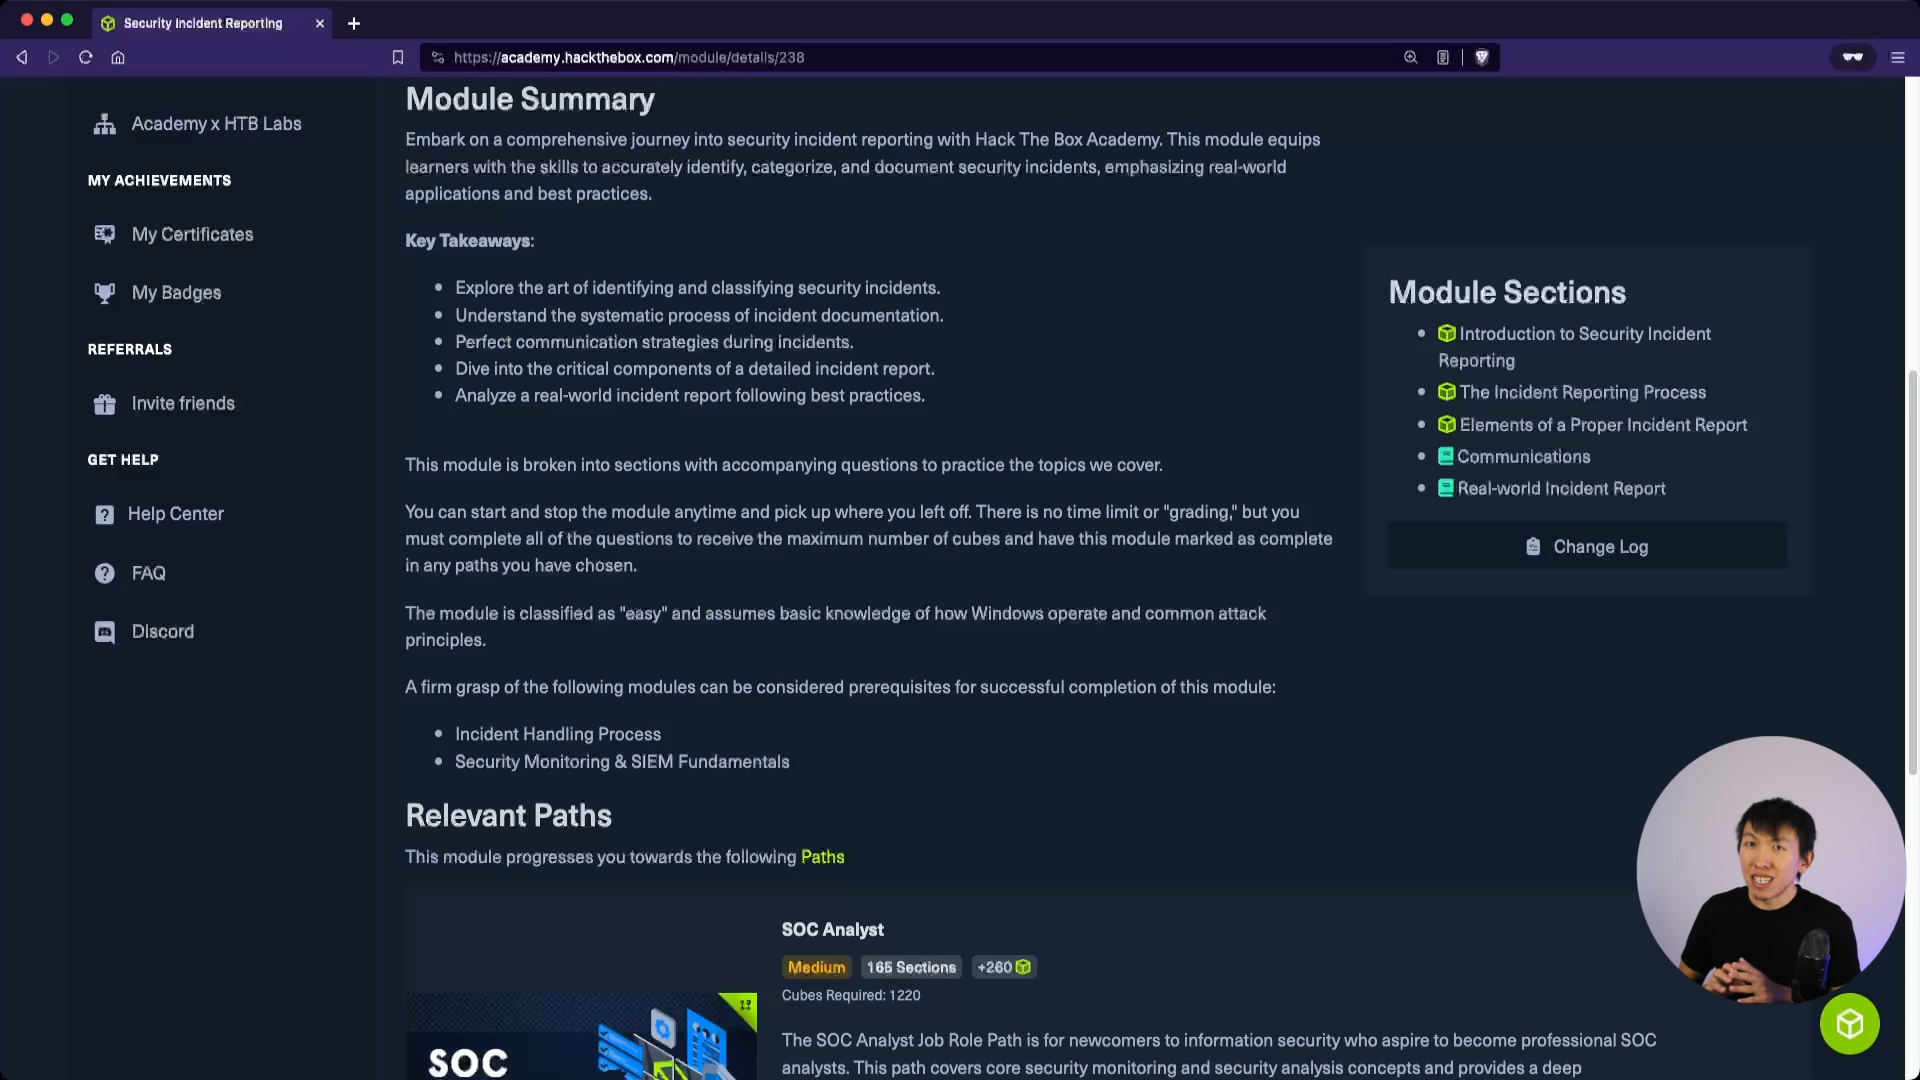 Security Incident Reporting
https://academy.hackthebox.com/module/details/238
Academy x HTB Labs
MY ACHIEVEMENTS
My Certificates
My Badges
REFERRALS
Invite friends
GET HELP
Help Center
FAQ
Discord
Module Summary
Embark on a comprehensive journey into security incident reporting with Hack The Box Academy. This module equips
learners with the skills to accurately identify, categorize, and document security incidents, emphasizing real-world
applications and best practices.
Key Takeaways:
Explore the art of identifying and classifying security incidents.
Understand the systematic process of incident documentation.
Perfect communication strategies during incidents.
Dive into the critical components of a detailed incident report.
Analyze a real-world incident report following best practices.
This module is broken into sections with accompanying questions to practice the topics we cover.
You can start and stop the module anytime and pick up where you left off. There is no time limit or "grading," but you
must complete all of the questions to receive the maximum number of cubes and have this module marked as complete
in any paths you have chosen.
The module is classified as "easy" and assumes basic knowledge of how Windows operate and common attack
principles.
A firm grasp of the following modules can be considered prerequisites for successful completion of this module:
Incident Handling Process
Security Monitoring & SIEM Fundamentals
Relevant Paths
This module progresses you towards the following Paths
SOC
SOC Analyst
Medium 165 Sections +260
Cubes Required: 1220
The SOC Analyst Job Role Path is for newcomers to information security who aspire to become professional SOC
analysts. This path covers core security monitoring and security analysis concepts and provides a deep
Module Sections
Introduction to Security Incident
Reporting
The Incident Reporting Process
Elements of a Proper Incident Report
Communications
Real-world Incident Report
Change Log